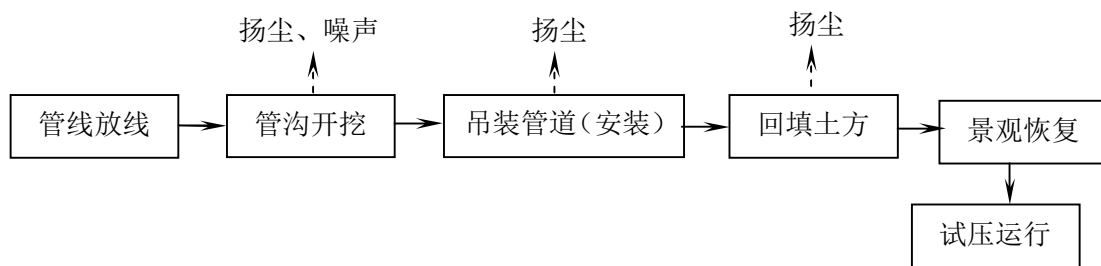 扬尘、噪声
扬尘
扬尘
管线放线
管沟开挖
吊装管道（安装）
回填土方
景观恢复
试压运行